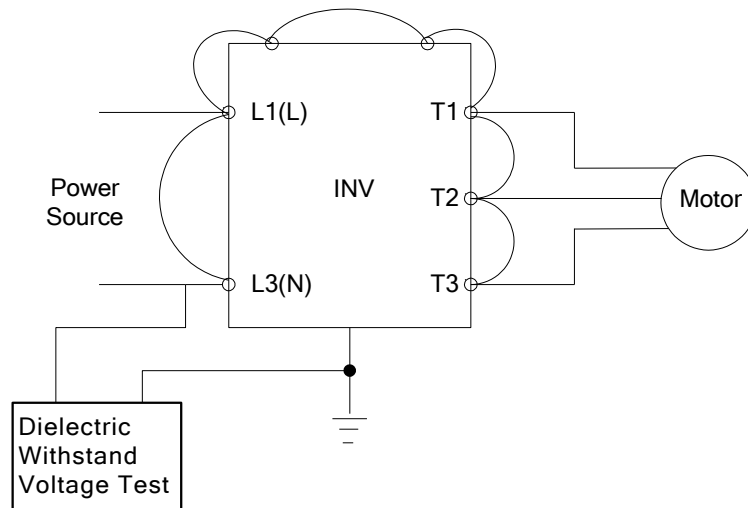 L1(L)
T1
Power
Source
INV
T2
Motor
L3(N)
T3
Dielectric
Withstand
Voltage Test